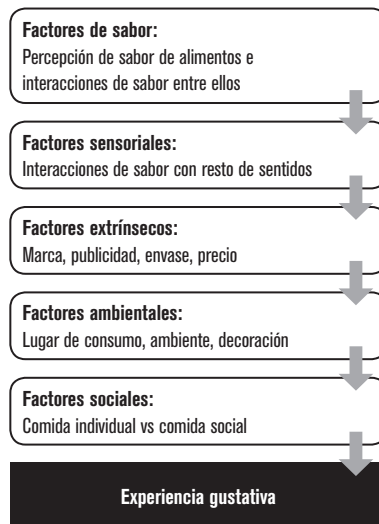 Factores de sabor:
Percepción de sabor de alimentos e
interacciones de sabor entre ellos
Factores sensoriales:
Interacciones de sabor con resto de sentidos
Factores extrínsecos:
Marca, publicidad, envase, precio
Factores ambientales:
Lugar de consumo, ambiente, decoración
Factores sociales:
Comida individual vs comida social
Experiencia gustativa